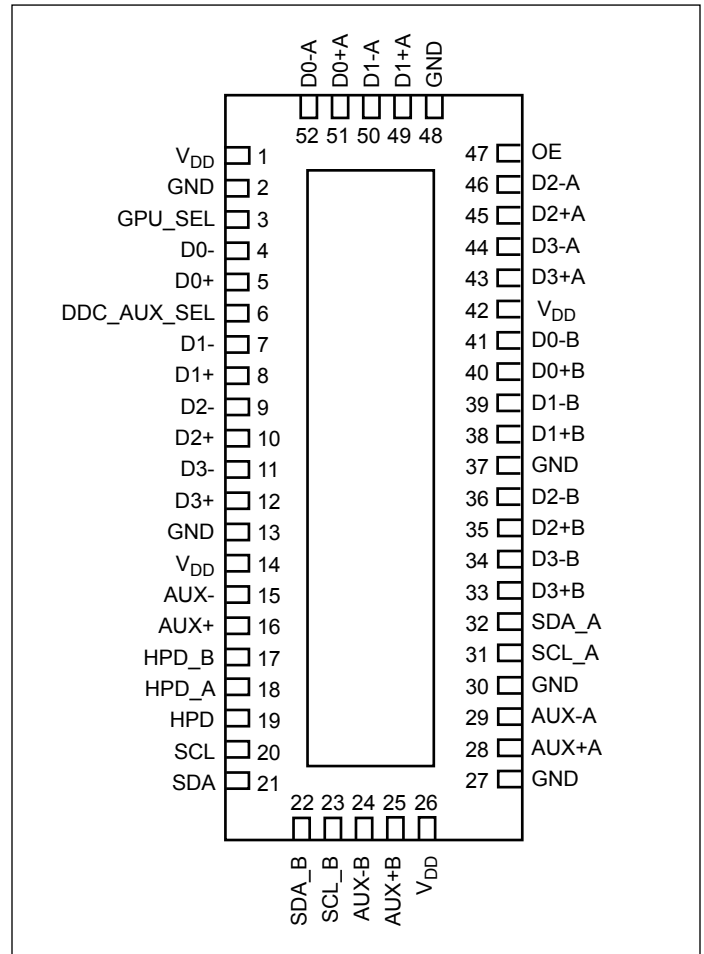 D0-A
D0+A
D1-A
D1+A
GND
52 51 50 49 48
VDD 1
GND 2
GPU_SEL 3
D0- 4
D0+ 5
DDC_AUX_SEL 6
D1- 7
D1+ 8
D2- 9
D2+ 10
D3- 11
D3+ 12
GND 13
VDD 14
AUX- 15
AUX+ 16
HPD_B 17
HPD_A 18
HPD 19
SCL 20
SDA 21
47 OE
46 D2-A
45 D2+A
44 D3-A
43 D3+A
42 VDD
41 D0-B
40 D0+B
39 D1-B
38 D1+B
37 GND
36 D2-B
35 D2+B
34 D3-B
33 D3+B
32 SDA_A
31 SCL_A
30 GND
29 AUX-A
28 AUX+A
27 GND
22 23 24 25 26
SDA_B
SCL_B
AUX-B
AUX+B
VDD